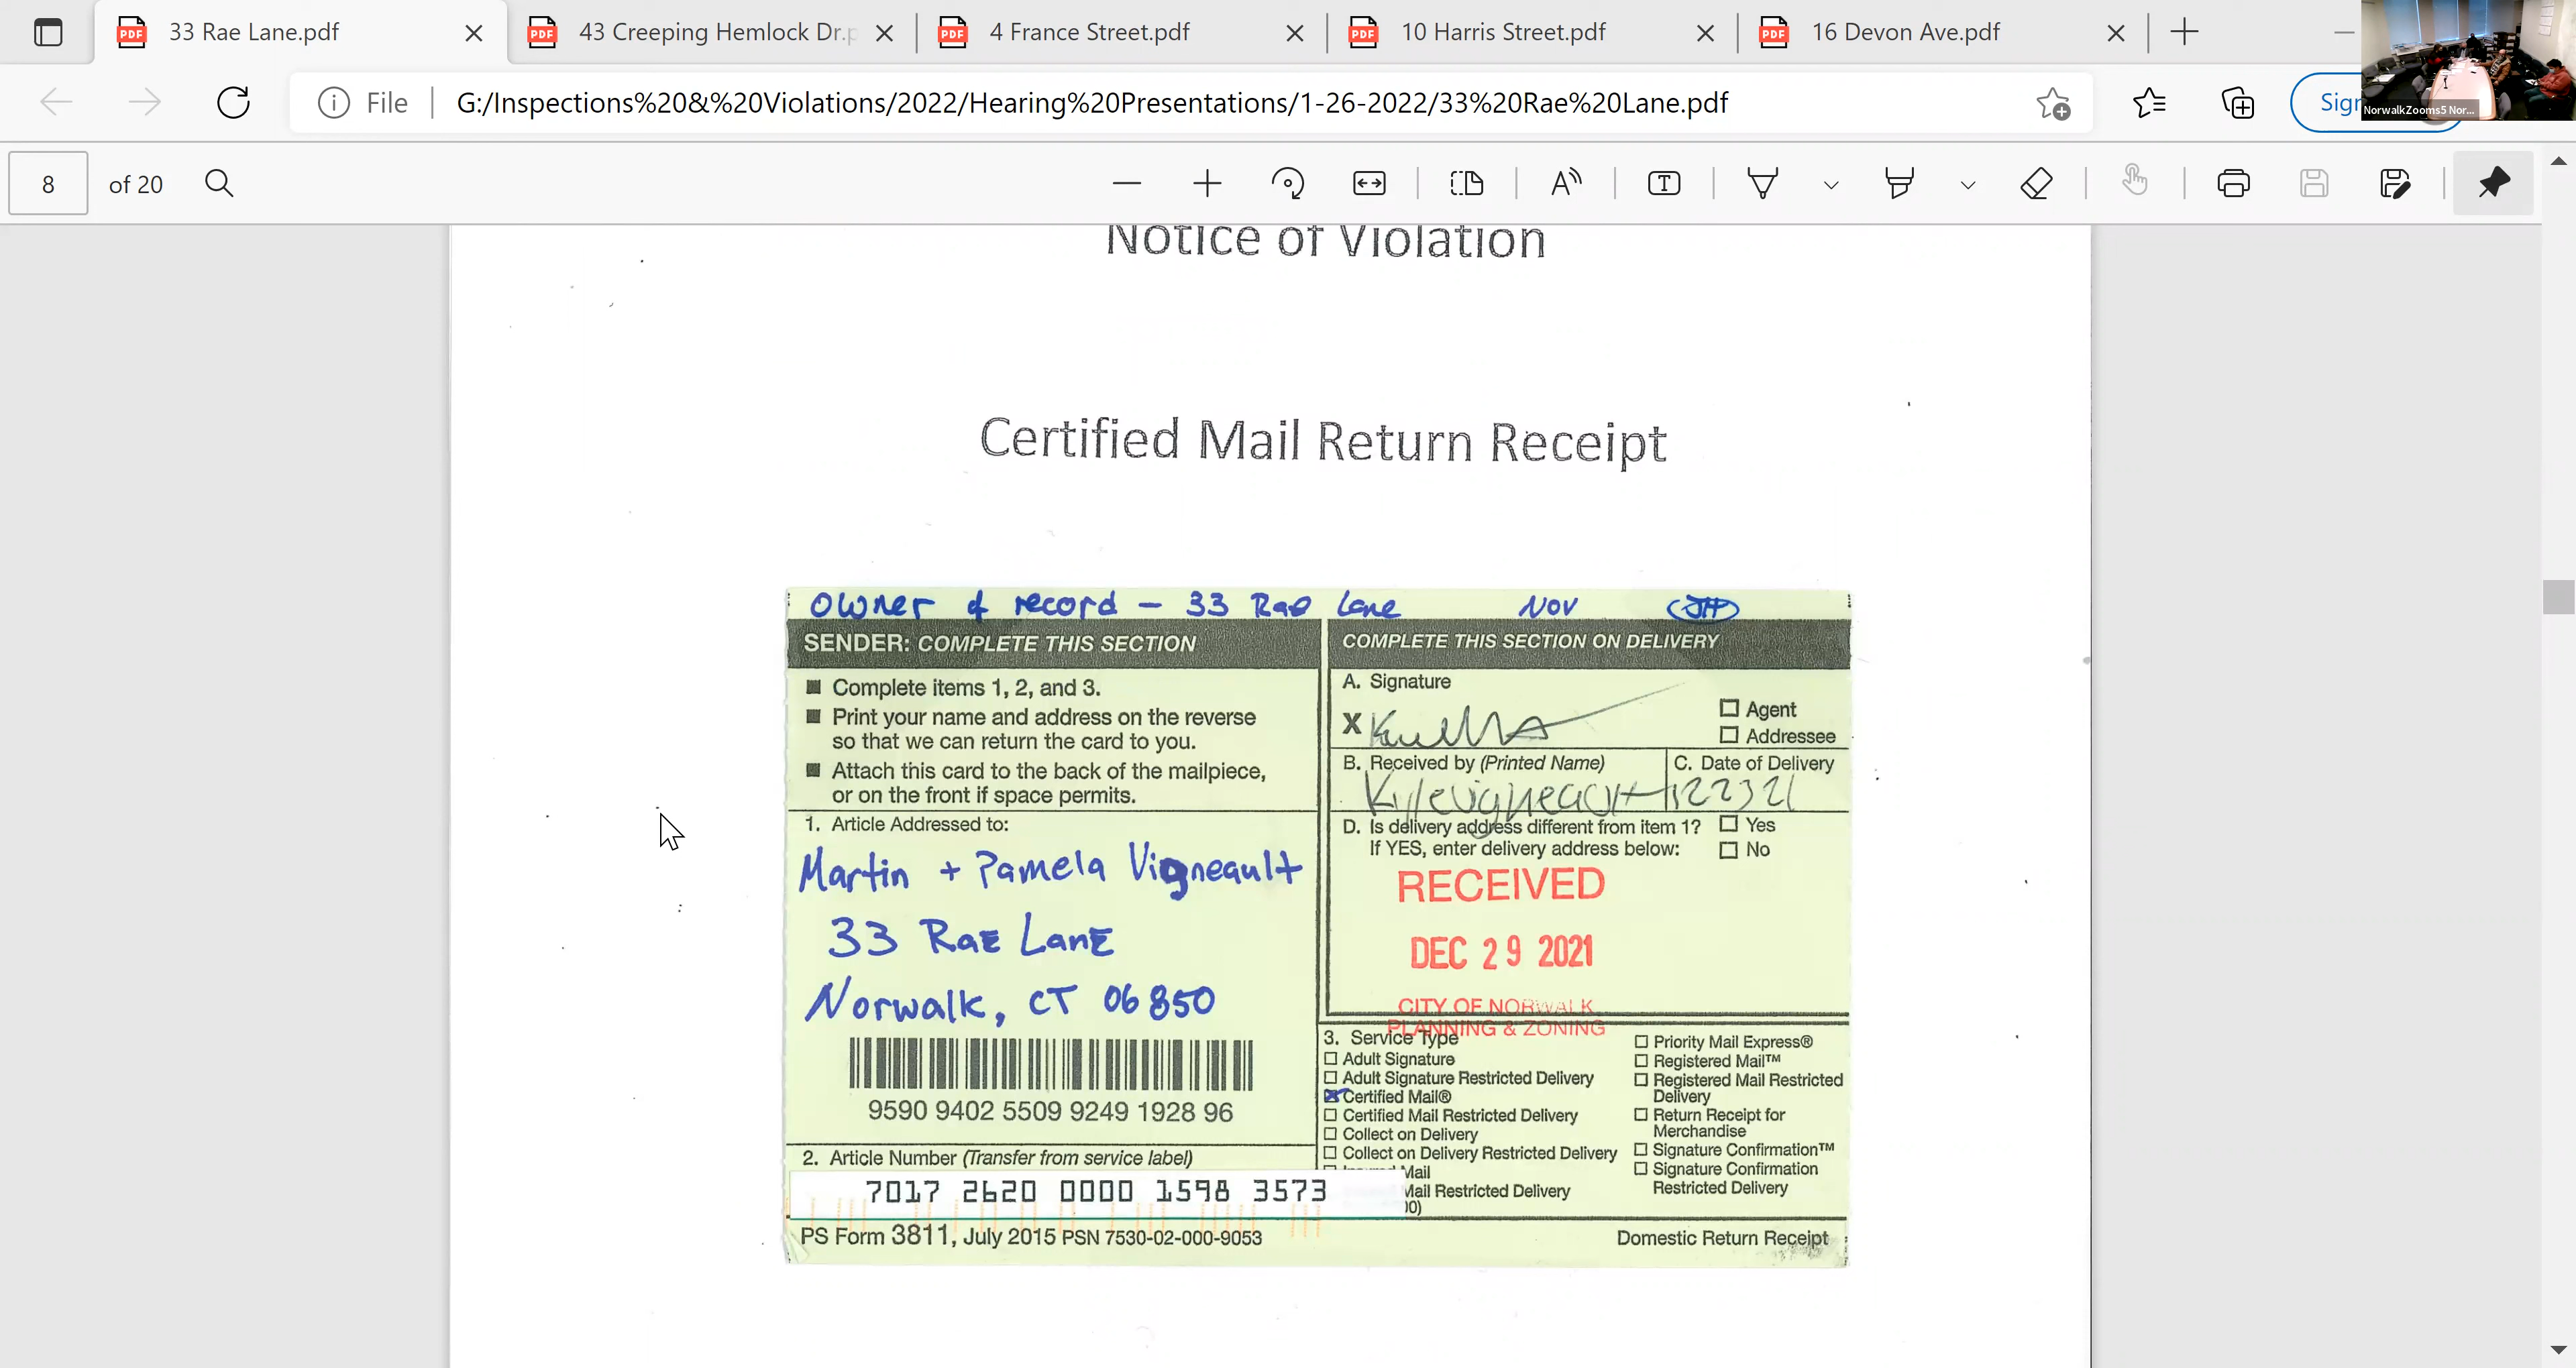 33 Rae Lane.pdf
43 Creeping Hemlock Dr.p
4 France Street.pdf
10 Harris Street.pdf
16 Devon Ave.pdf
File
G:/Inspections%20&%20Violations/2022/Hearing%20Presentations/1-26-2022/33%20Rae%20Lane.pdf
Sign
NorwalkZooms5 Nor...
8 of 20
Notice of Violation
Certified Mail Return Receipt
Owner of record - 33 Rae Lane NOV JH
SENDER: COMPLETE THIS SECTION
Complete items 1, 2, and 3.
Print your name and address on the reverse
so that we can return the card to you.
Attach this card to the back of the mailpiece,
or on the front if space permits.
1. Article Addressed to:
Martin + Pamela Vigneault
33 Rae Lane
Norwalk, CT 06850
9590 9402 5509 9249 1928 96
2. Article Number (Transfer from service label)
7017 2620 0000 1598 3573
PS Form 3811, July 2015 PSN 7530-02-000-9053
COMPLETE THIS SECTION ON DELIVERY
A. Signature
X
Agent
Addressee
B. Received by (Printed Name)
Kyle Vigneault
C. Date of Delivery
122321
D. Is delivery address different from item 1? Yes
If YES, enter delivery address below: No
RECEIVED
DEC 29 2021
CITY OF NORWALK
PLANNING & ZONING
3. Service Type
Adult Signature
Adult Signature Restricted Delivery
Certified Mail®
Certified Mail Restricted Delivery
Collect on Delivery
Collect on Delivery Restricted Delivery
Mail
Mail Restricted Delivery
00)
Priority Mail Express®
Registered Mail™
Registered Mail Restricted
Delivery
Return Receipt for
Merchandise
Signature Confirmation™
Signature Confirmation
Restricted Delivery
Domestic Return Receipt